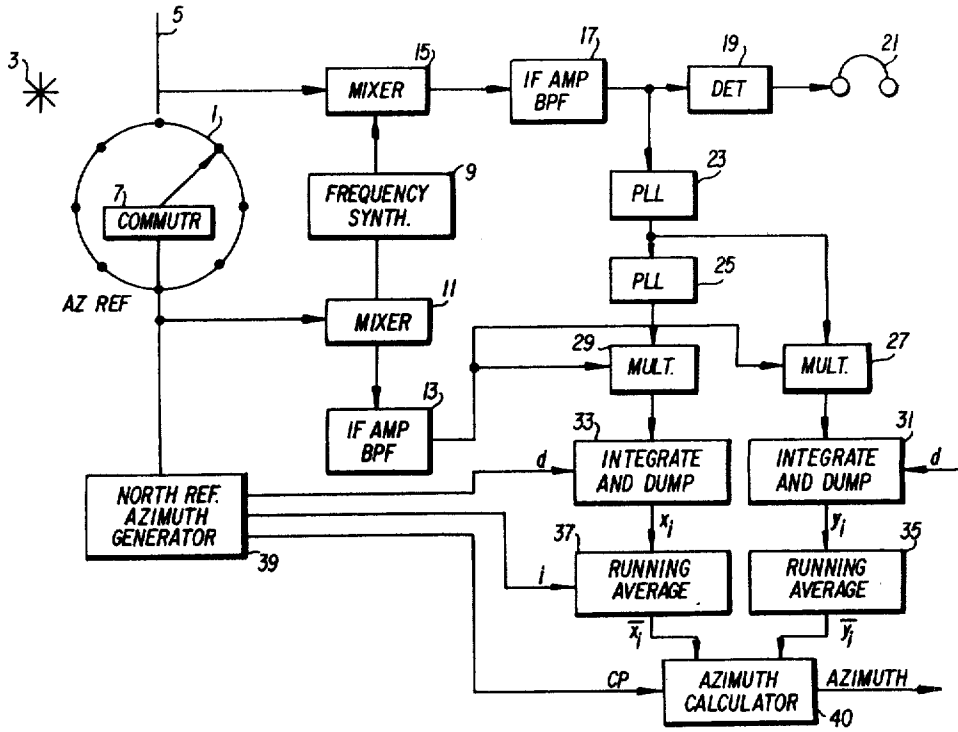 5
3
1
7
COMMUTR
AZ REF
15
MIXER
17
IF AMP
BPF
19
DET
21
9
FREQUENCY
SYNTH.
23
PLL
25
PLL
11
MIXER
13
IF AMP
BPF
29
MULT.
27
MULT.
33
INTEGRATE
AND DUMP
d
31
INTEGRATE
AND DUMP
d
NORTH REF.
AZIMUTH
GENERATOR
39
xi
yi
37
RUNNING
AVERAGE
i
35
RUNNING
AVERAGE
x̅i
y̅i
CP
AZIMUTH
CALCULATOR
40
AZIMUTH